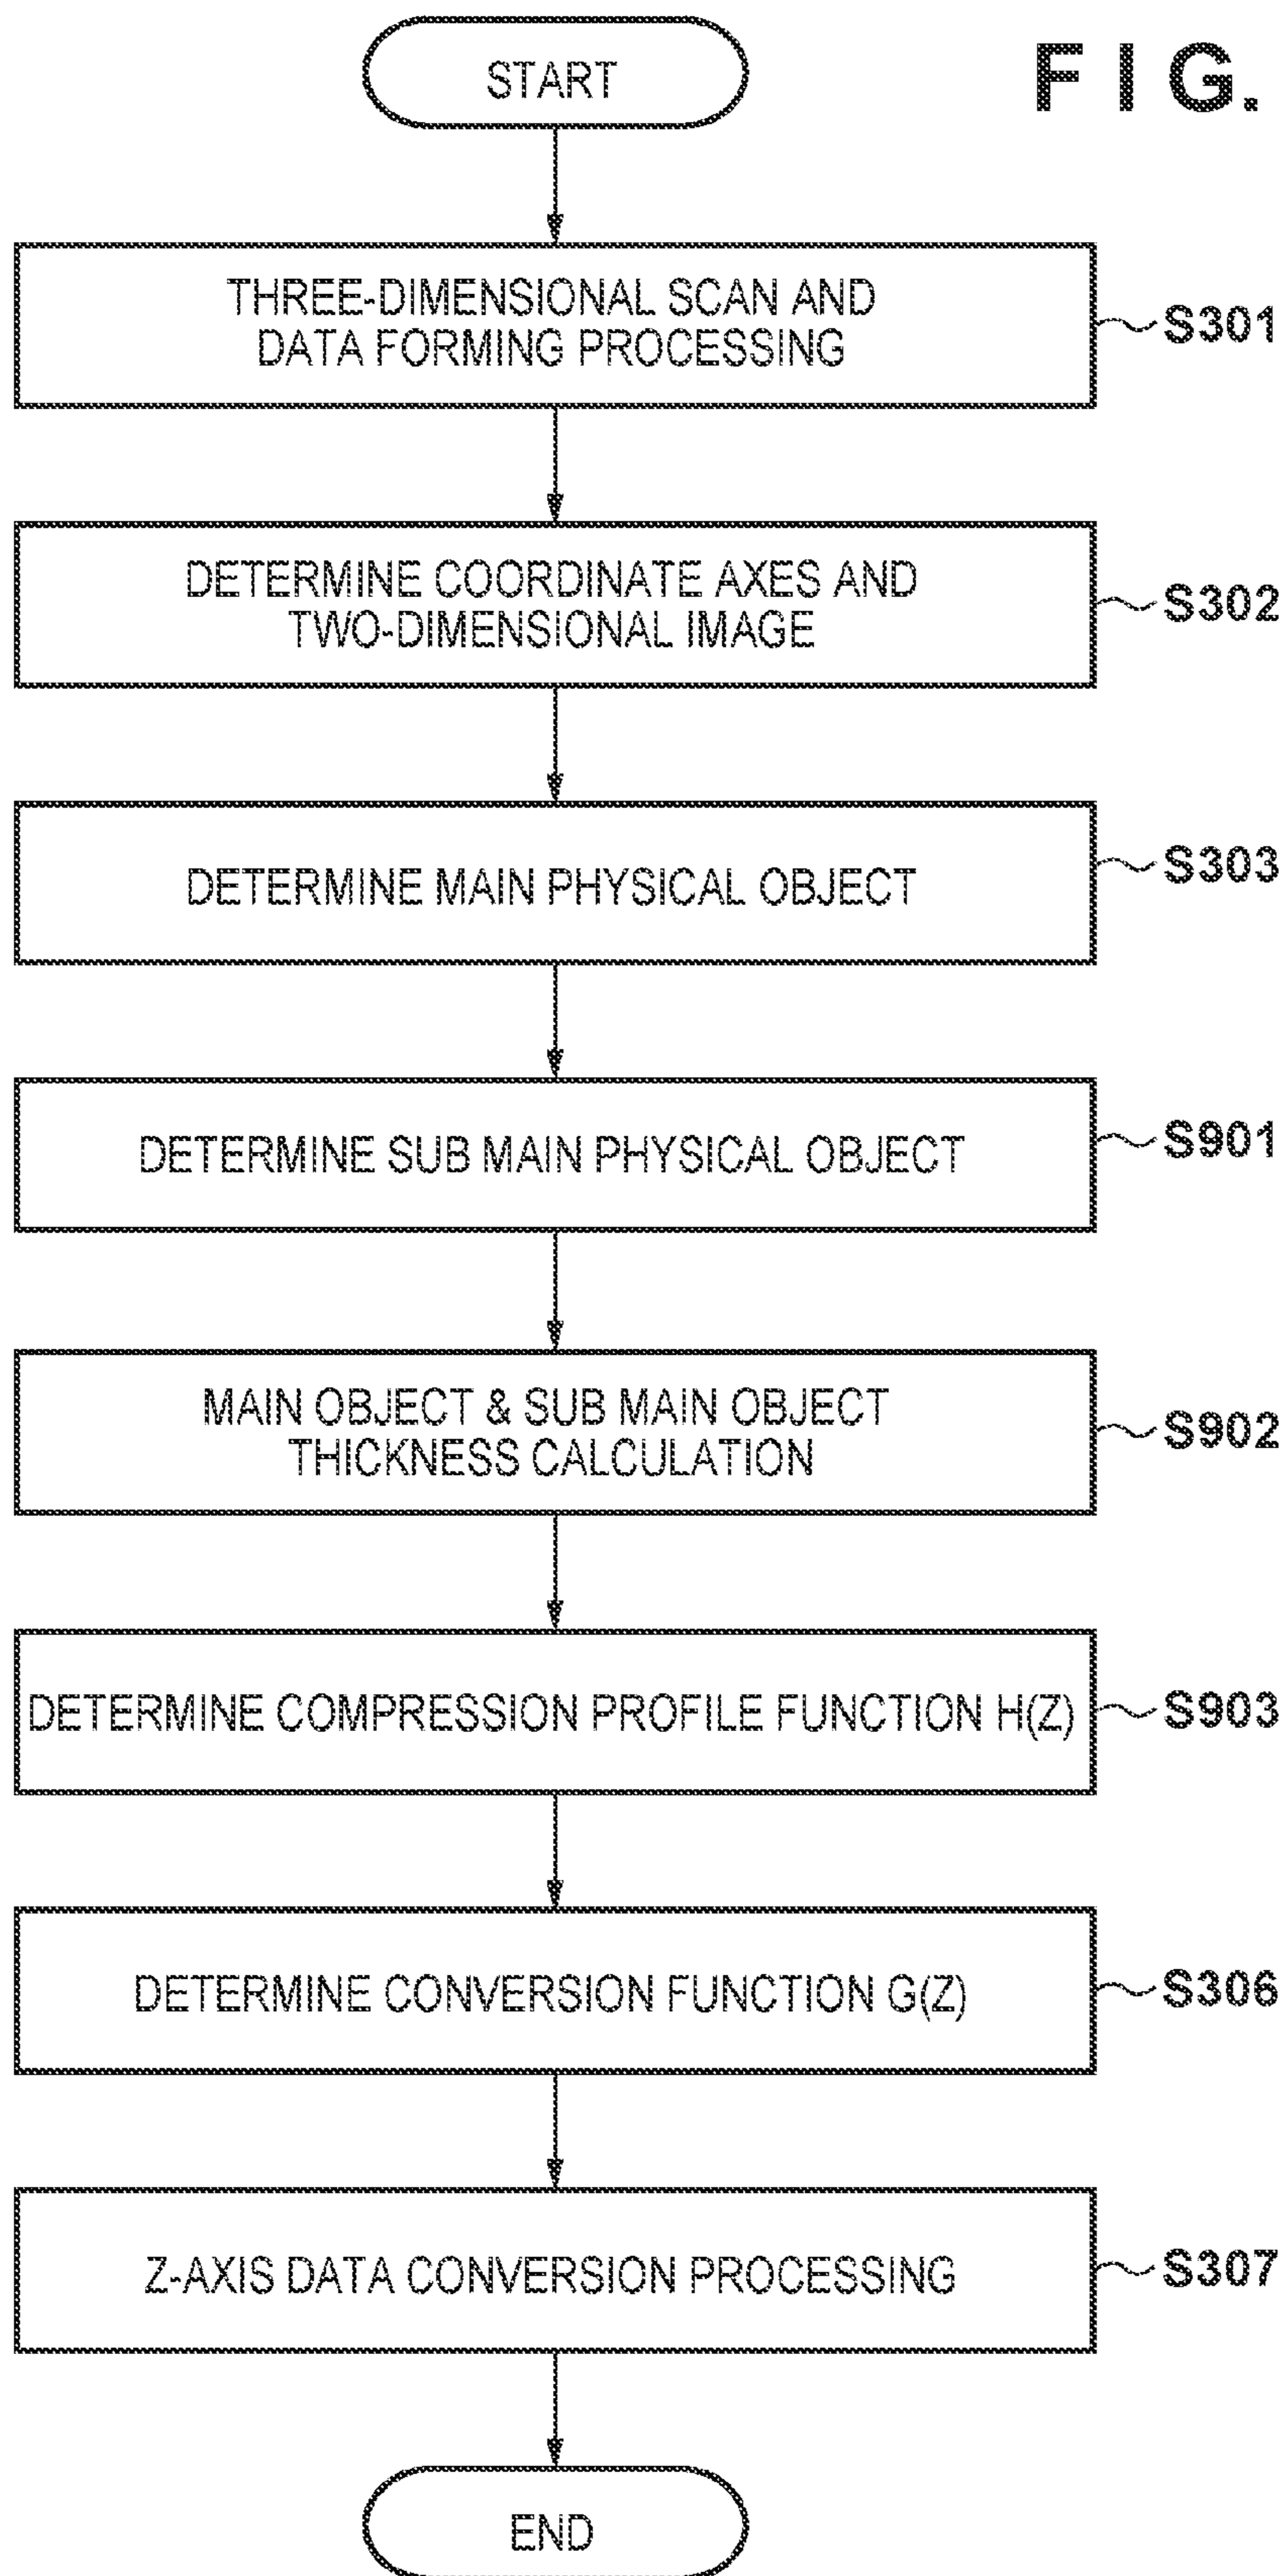 F I G.
START
THREE-DIMENSIONAL SCAN AND
DATA FORMING PROCESSING
S301
DETERMINE COORDINATE AXES AND
TWO-DIMENSIONAL IMAGE
S302
DETERMINE MAIN PHYSICAL OBJECT
S303
DETERMINE SUB MAIN PHYSICAL OBJECT
S901
MAIN OBJECT & SUB MAIN OBJECT
THICKNESS CALCULATION
S902
DETERMINE COMPRESSION PROFILE FUNCTION H(Z)
S903
DETERMINE CONVERSION FUNCTION G(Z)
S306
Z-AXIS DATA CONVERSION PROCESSING
S307
END